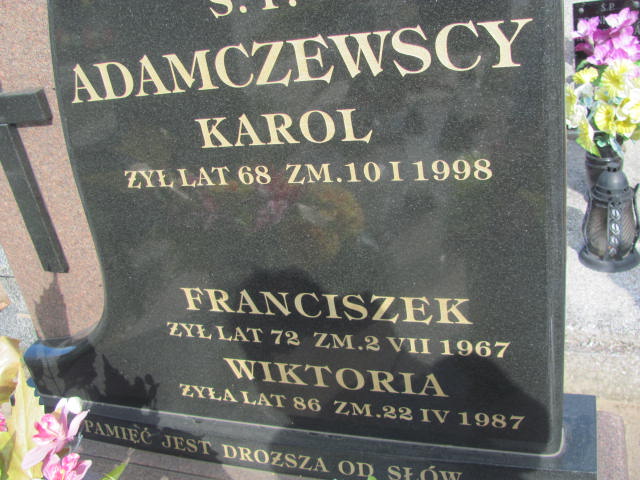 Ś.P.
ADAMCZEWSCY
KAROL
ŻYŁ LAT 68 ZM.10 I 1998
FRANCISZEK
ŻYŁ LAT 72 ZM.2 VII 1967
WIKTORIA
ŻYŁA LAT 86 ZM.22 IV 1987
PAMIĘĆ JEST DROŻSZA OD SŁÓW
Ś.P.